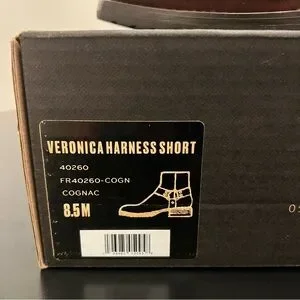 VERONICA HARNESS SHORT
40260
FR40260-COGN
COGNAC
8.5M